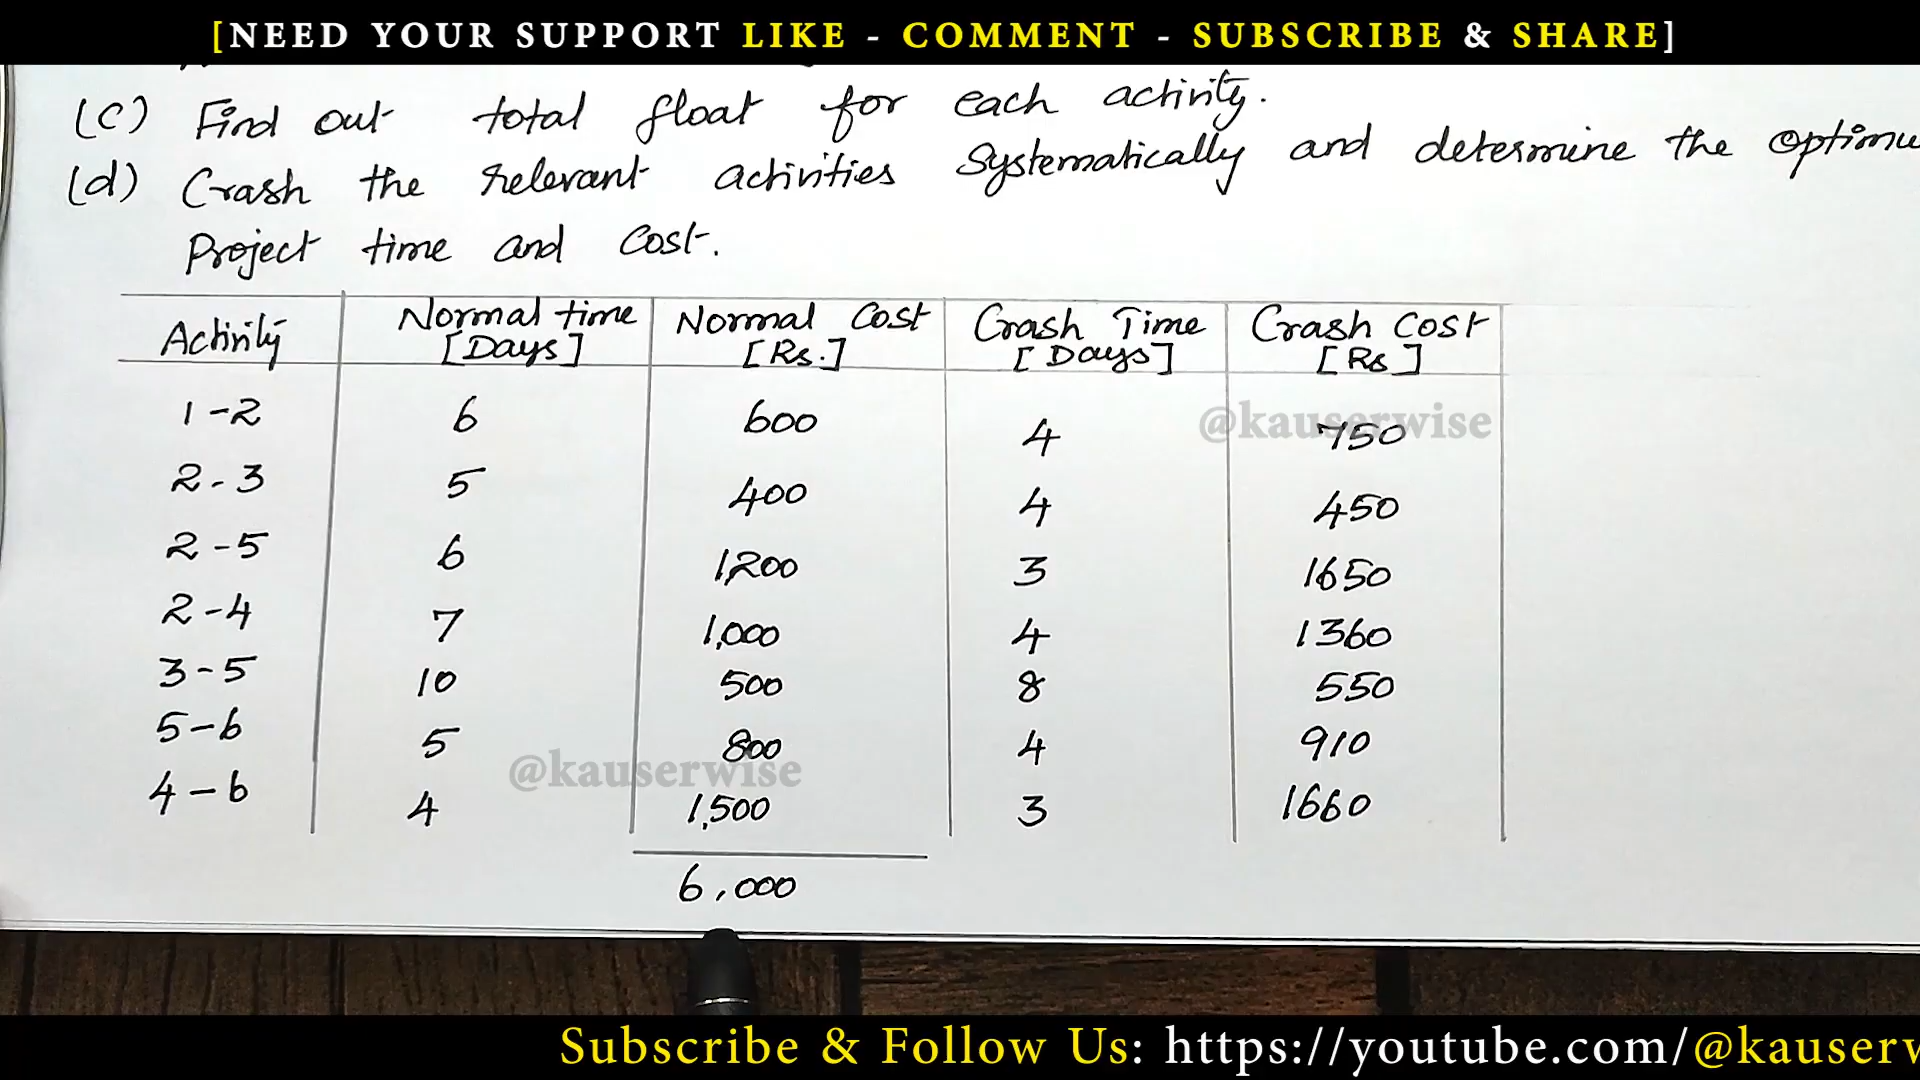 [NEED YOUR SUPPORT LIKE - COMMENT - SUBSCRIBE & SHARE]
(c) Find out total float for each activity.
(d) Crash the relevant activities Systematically and determine the optimu
Project time and Cost.
Activity Normal time [Days] Normal Cost [Rs.] Crash Time [Days] Crash Cost [Rs]
1-2 6 600 4 750
2-3 5 400 4 450
2-5 6 1,200 3 1650
2-4 7 1,000 4 1360
3-5 10 500 8 550
5-6 5 800 4 910
4-6 4 1,500 3 1660
6,000
@kauserwise
@kauserwise
Subscribe & Follow Us: https://youtube.com/@kauserw